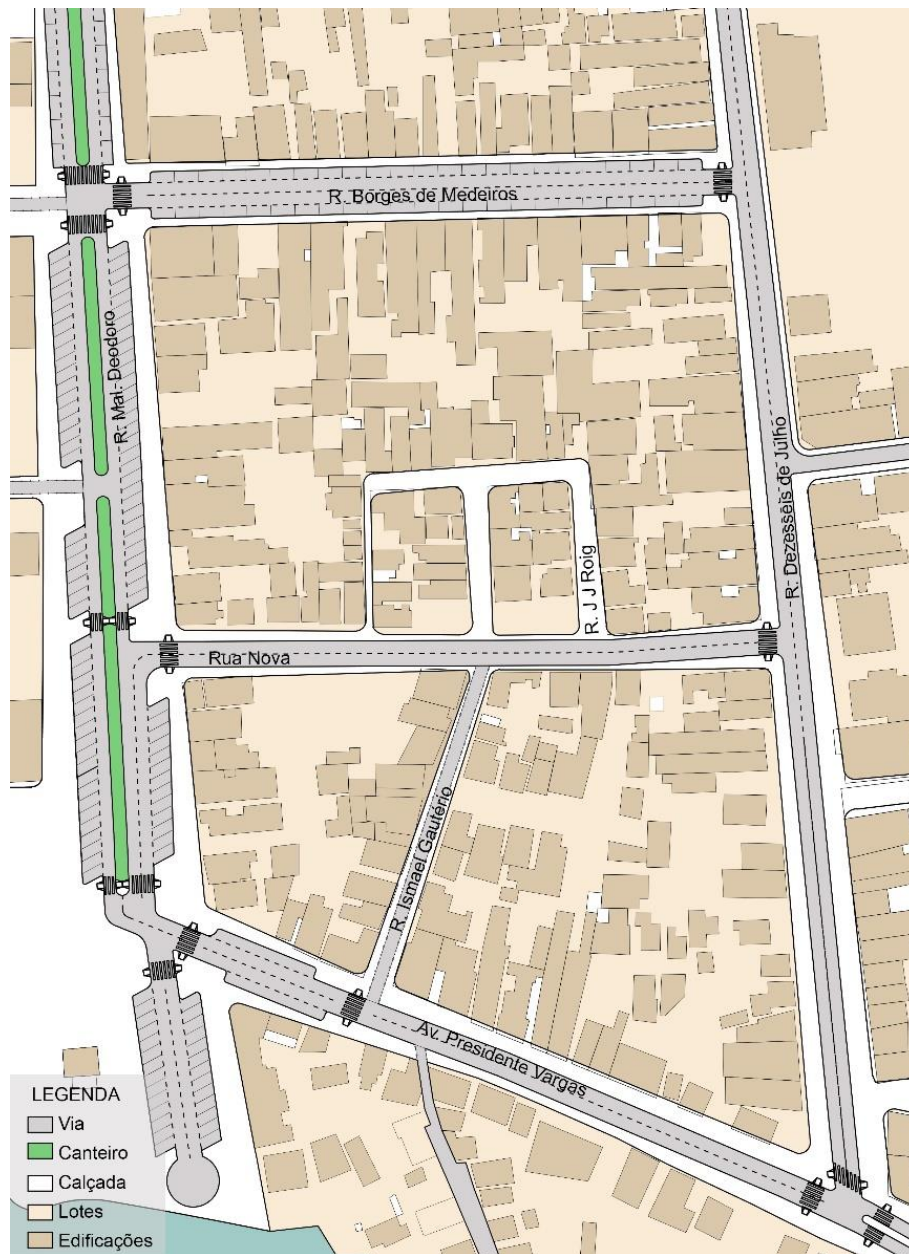 R. Borges de Medeiros
R. Mal. Deodoro
R. Dezesseis de Julho
R. J J Roig
Rua Nova
R. Ismael Gautério
Av. Presidente Vargas
LEGENDA
Via
Canteiro
Calçada
Lotes
Edificações